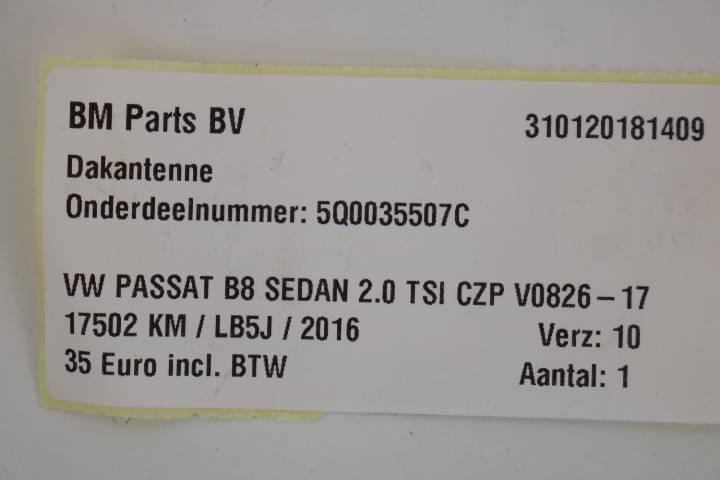 BM Parts BV 310120181409
Dakantenne
Onderdeelnummer: 5Q0035507C
VW PASSAT B8 SEDAN 2.0 TSI CZP V0826-17
17502 KM / LB5J / 2016 Verz: 10
35 Euro incl. BTW Aantal: 1